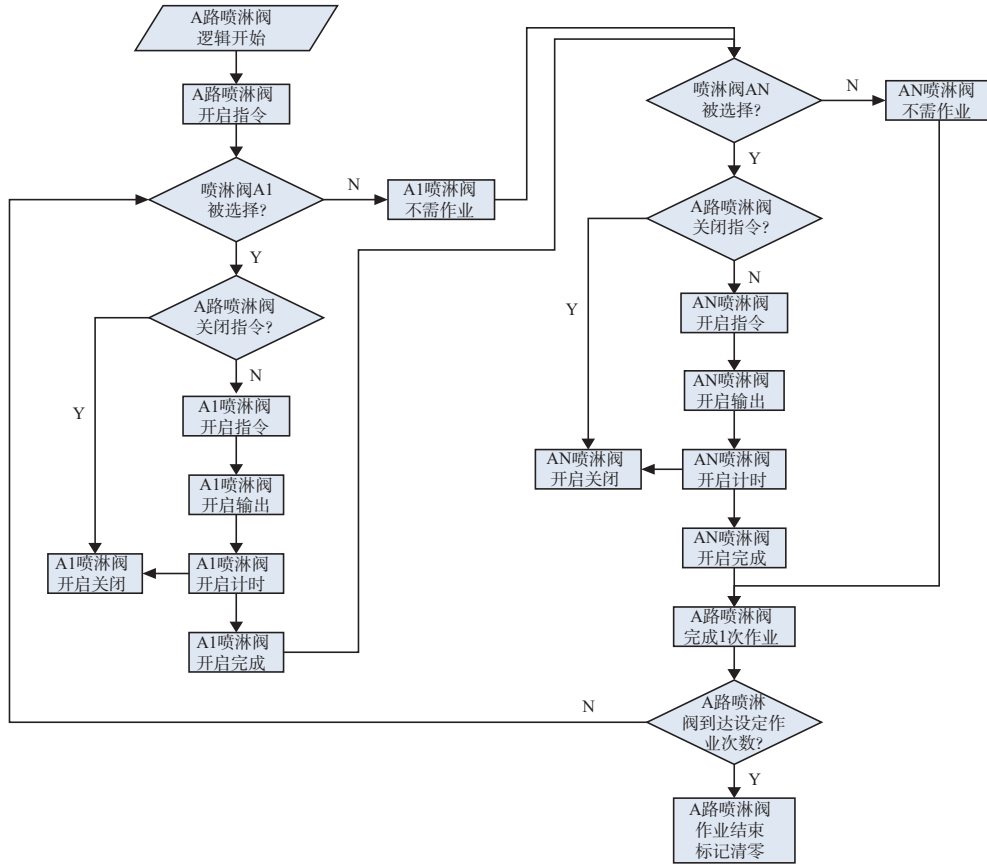 A路喷淋阀
逻辑开始
A路喷淋阀
开启指令
喷淋阀A1
被选择?
N
A1喷淋阀
不需作业
Y
A路喷淋阀
关闭指令?
Y
N
A1喷淋阀
开启指令
A1喷淋阀
开启输出
A1喷淋阀
开启关闭
A1喷淋阀
开启计时
A1喷淋阀
开启完成
喷淋阀AN
被选择?
N
AN喷淋阀
不需作业
Y
A路喷淋阀
关闭指令?
Y
N
AN喷淋阀
开启指令
AN喷淋阀
开启输出
AN喷淋阀
开启关闭
AN喷淋阀
开启计时
AN喷淋阀
开启完成
A路喷淋阀
完成1次作业
A路喷淋
阀到达设定作
业次数?
N
Y
A路喷淋阀
作业结束
标记清零